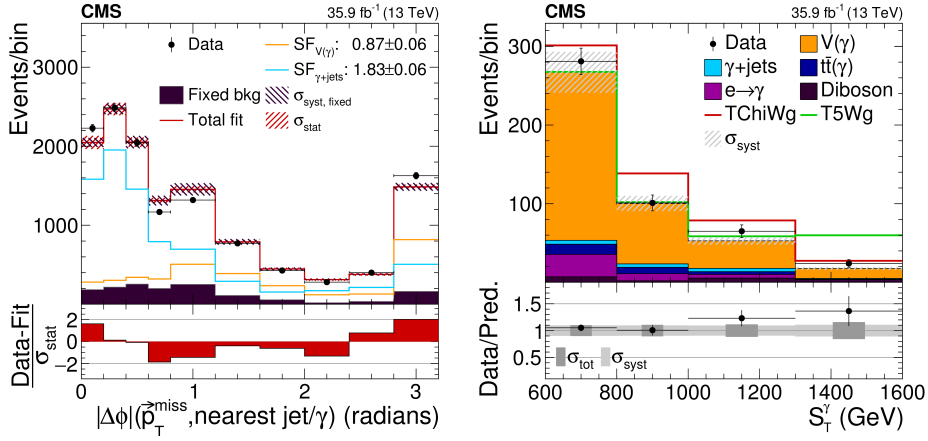 CMS 35.9 fb⁻¹ (13 TeV)
Events/bin
3000
2000
1000
Data
SF_V(γ): 0.87±0.06
SF_γ+jets: 1.83±0.06
Fixed bkg
σ_syst, fixed
Total fit
σ_stat
Data-Fit
σ_stat
2
0
−2
0 1 2 3
|Δϕ|(p⃗_T^miss,nearest jet/γ) (radians)
CMS 35.9 fb⁻¹ (13 TeV)
Events/bin
300
200
100
Data
V(γ)
γ+jets
tt̄(γ)
e→γ
Diboson
TChiWg
T5Wg
σ_syst
Data/Pred.
1.5
1
0.5
σ_tot
σ_syst
600 800 1000 1200 1400 1600
S_T^γ (GeV)